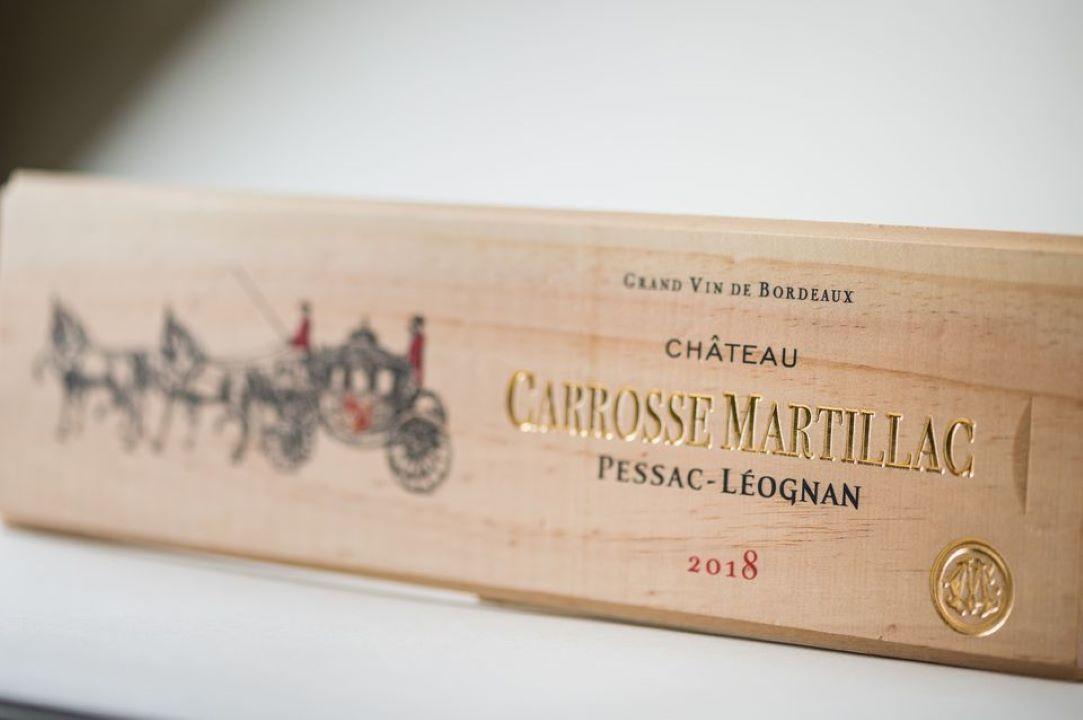 GRAND VIN DE BORDEAUX
CHÂTEAU
CARROSSE MARTILLAC
PESSAC-LÉOGNAN
2018